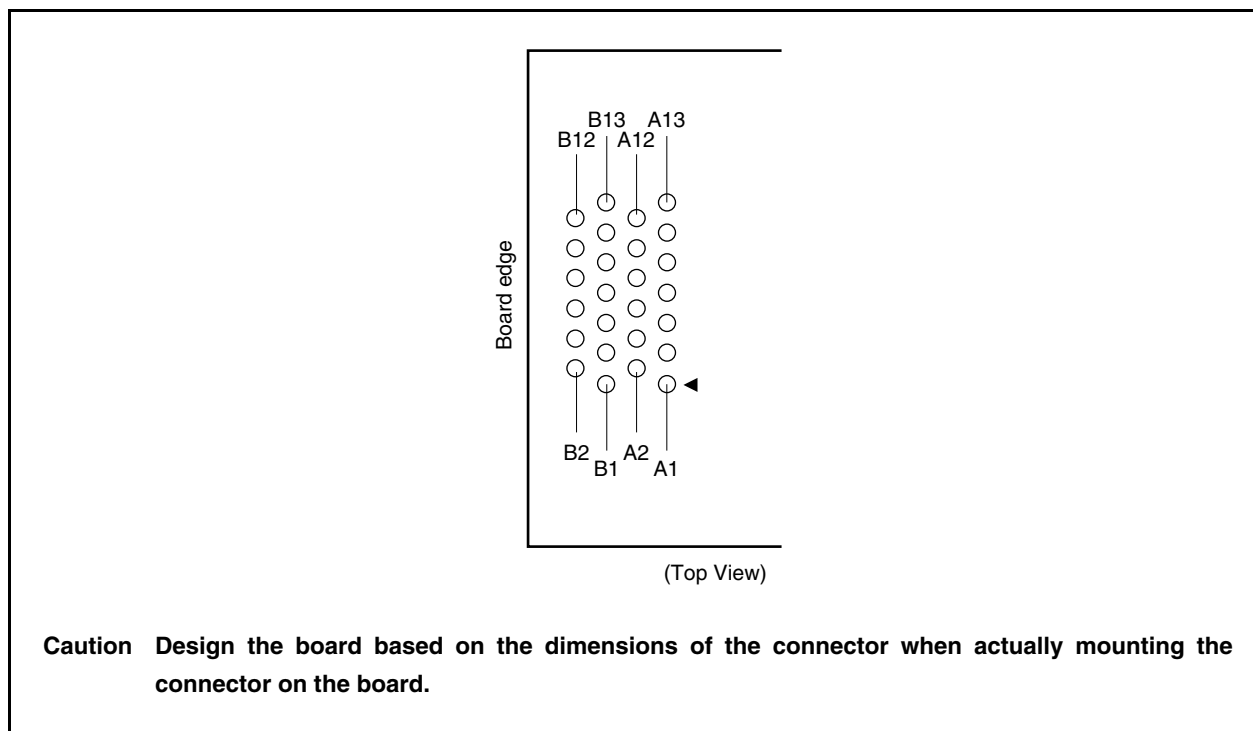 B13 A13
B12 A12
Board edge
B2 A2
B1 A1
(Top View)
Caution Design the board based on the dimensions of the connector when actually mounting the
connector on the board.